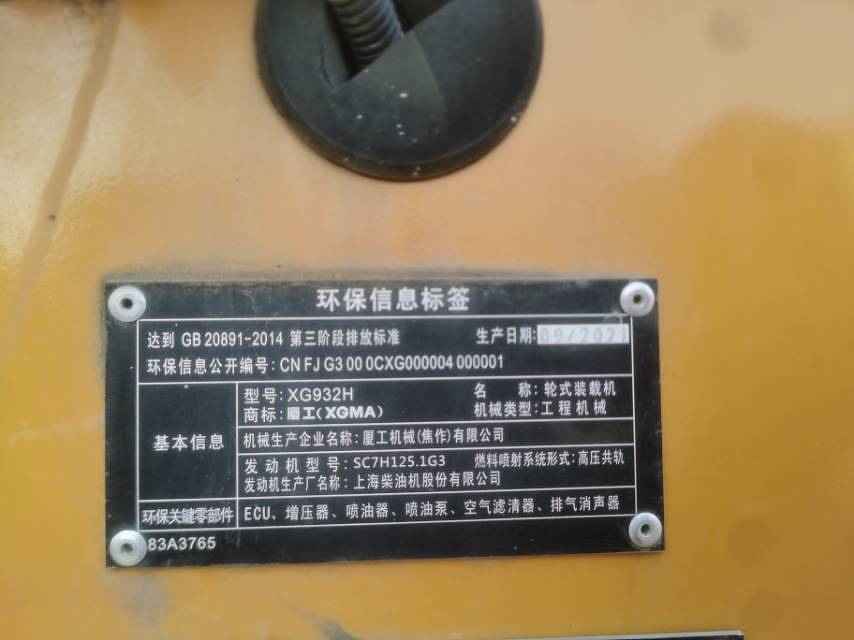 环保信息标签
达到 GB 20891-2014 第三阶段排放标准 生产日期: 09/2021
环保信息公开编号: CN FJ G3 00 0CXG000004 000001
基本信息
型号: XG932H 名 称: 轮式装载机
商标: 厦工(XGMA) 机械类型: 工程机械
机械生产企业名称: 厦工机械(焦作)有限公司
发动机型号: SC7H125.1G3 燃料喷射系统形式: 高压共轨
发动机生产厂名称: 上海柴油机股份有限公司
环保关键零部件 ECU、增压器、喷油器、喷油泵、空气滤清器、排气消声器
83A3765